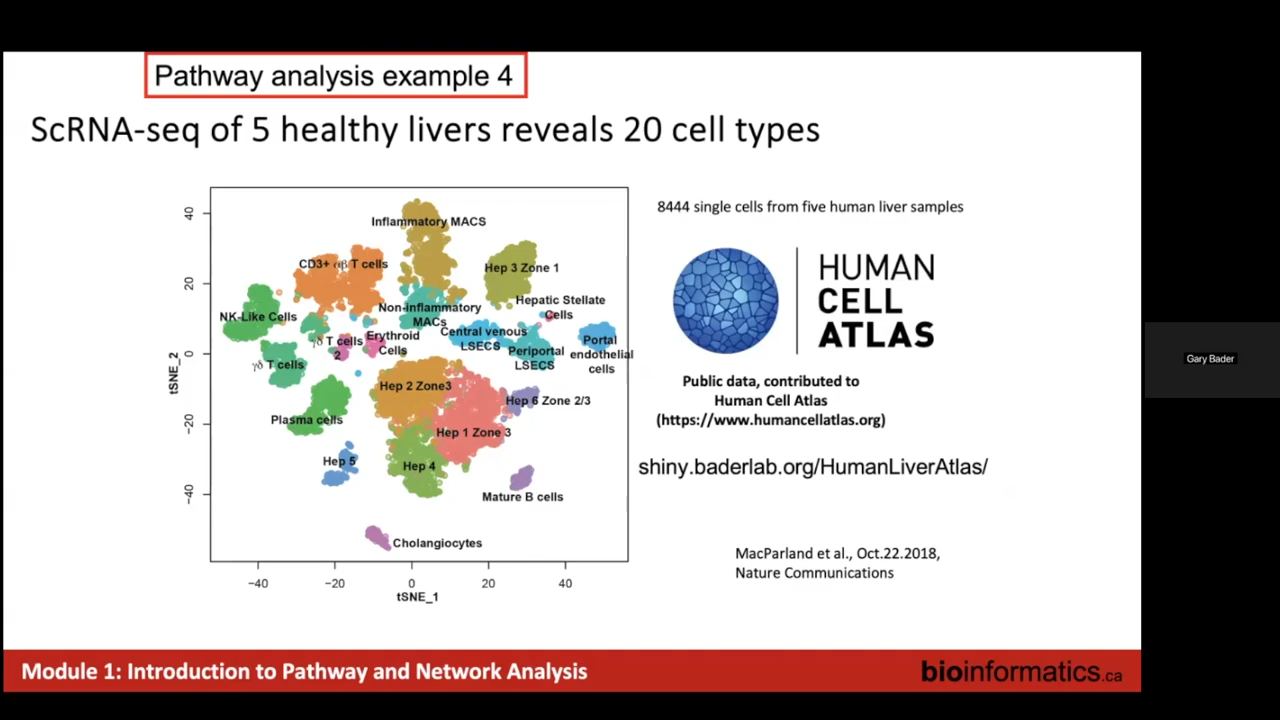 Pathway analysis example 4
ScRNA-seq of 5 healthy livers reveals 20 cell types
8444 single cells from five human liver samples
HUMAN
CELL
ATLAS
Public data, contributed to
Human Cell Atlas
(https://www.humancellatlas.org)
shiny.baderlab.org/HumanLiverAtlas/
MacParland et al., Oct.22.2018,
Nature Communications
tSNE_2
40
20
0
−20
−40
Inflammatory MACS
CD3+ αβ T cells
Hep 3 Zone 1
NK-Like Cells
Non-inflammatory
MACs
Hepatic Stellate
Cells
γδ T cells
2
Erythroid
Cells
Central venous
LSECS
Periportal
LSECS
Portal
endothelial
cells
γδ T cells
Hep 2 Zone3
Hep 6 Zone 2/3
Plasma cells
Hep 1 Zone 3
Hep 5
Hep 4
Mature B cells
Cholangiocytes
−40
−20
0
20
40
tSNE_1
Gary Bader
Module 1: Introduction to Pathway and Network Analysis
bioinformatics.ca